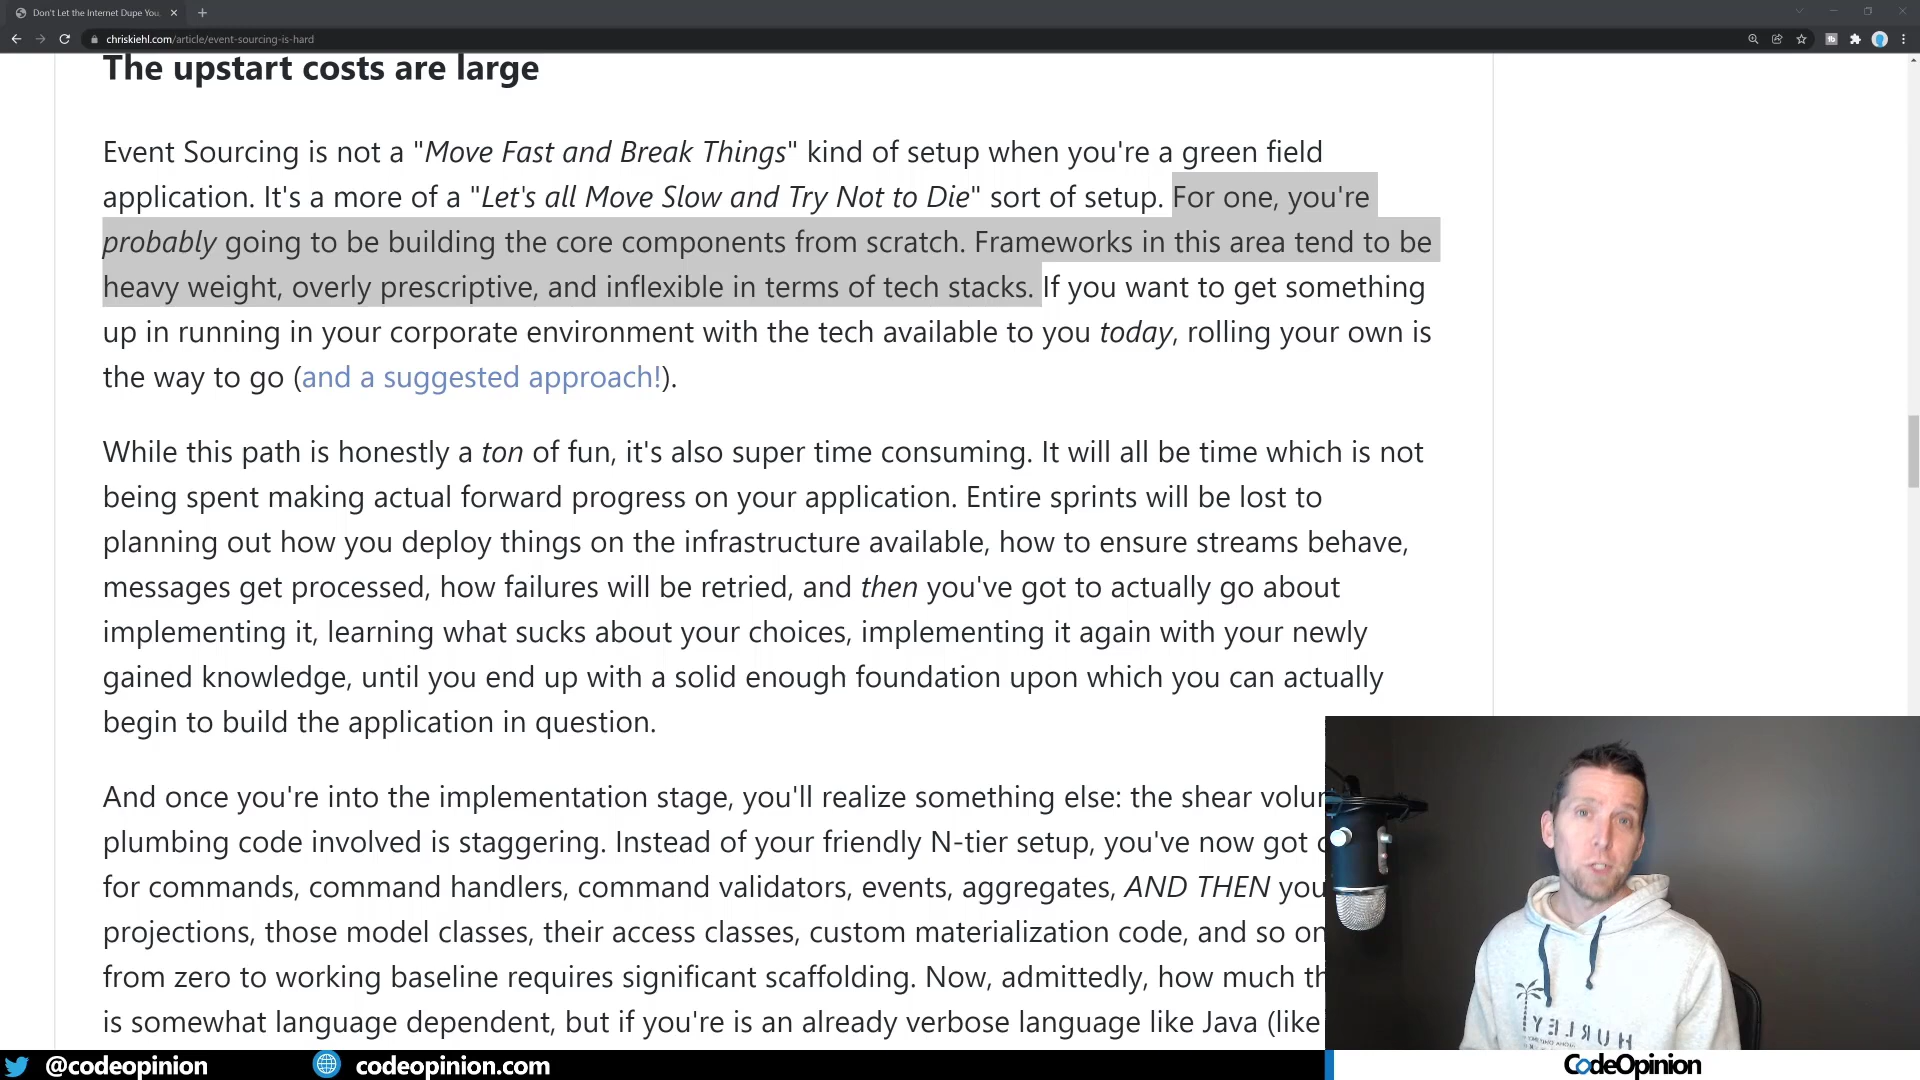 Don't Let the Internet Dupe You
chriskiehl.com/article/event-sourcing-is-hard
The upstart costs are large
Event Sourcing is not a "Move Fast and Break Things" kind of setup when you're a green field
application. It's a more of a "Let's all Move Slow and Try Not to Die" sort of setup. For one, you're
probably going to be building the core components from scratch. Frameworks in this area tend to be
heavy weight, overly prescriptive, and inflexible in terms of tech stacks. If you want to get something
up in running in your corporate environment with the tech available to you today, rolling your own is
the way to go (and a suggested approach!).
While this path is honestly a ton of fun, it's also super time consuming. It will all be time which is not
being spent making actual forward progress on your application. Entire sprints will be lost to
planning out how you deploy things on the infrastructure available, how to ensure streams behave,
messages get processed, how failures will be retried, and then you've got to actually go about
implementing it, learning what sucks about your choices, implementing it again with your newly
gained knowledge, until you end up with a solid enough foundation upon which you can actually
begin to build the application in question.
And once you're into the implementation stage, you'll realize something else: the shear
plumbing code involved is staggering. Instead of your friendly N-tier setup, you've now got
for commands, command handlers, command validators, events, aggregates, AND THEN you
projections, those model classes, their access classes, custom materialization code, and so on
from zero to working baseline requires significant scaffolding. Now, admittedly, how much
is somewhat language dependent, but if you're is an already verbose language like Java (like
HURLEY
@codeopinion
codeopinion.com
CodeOpinion